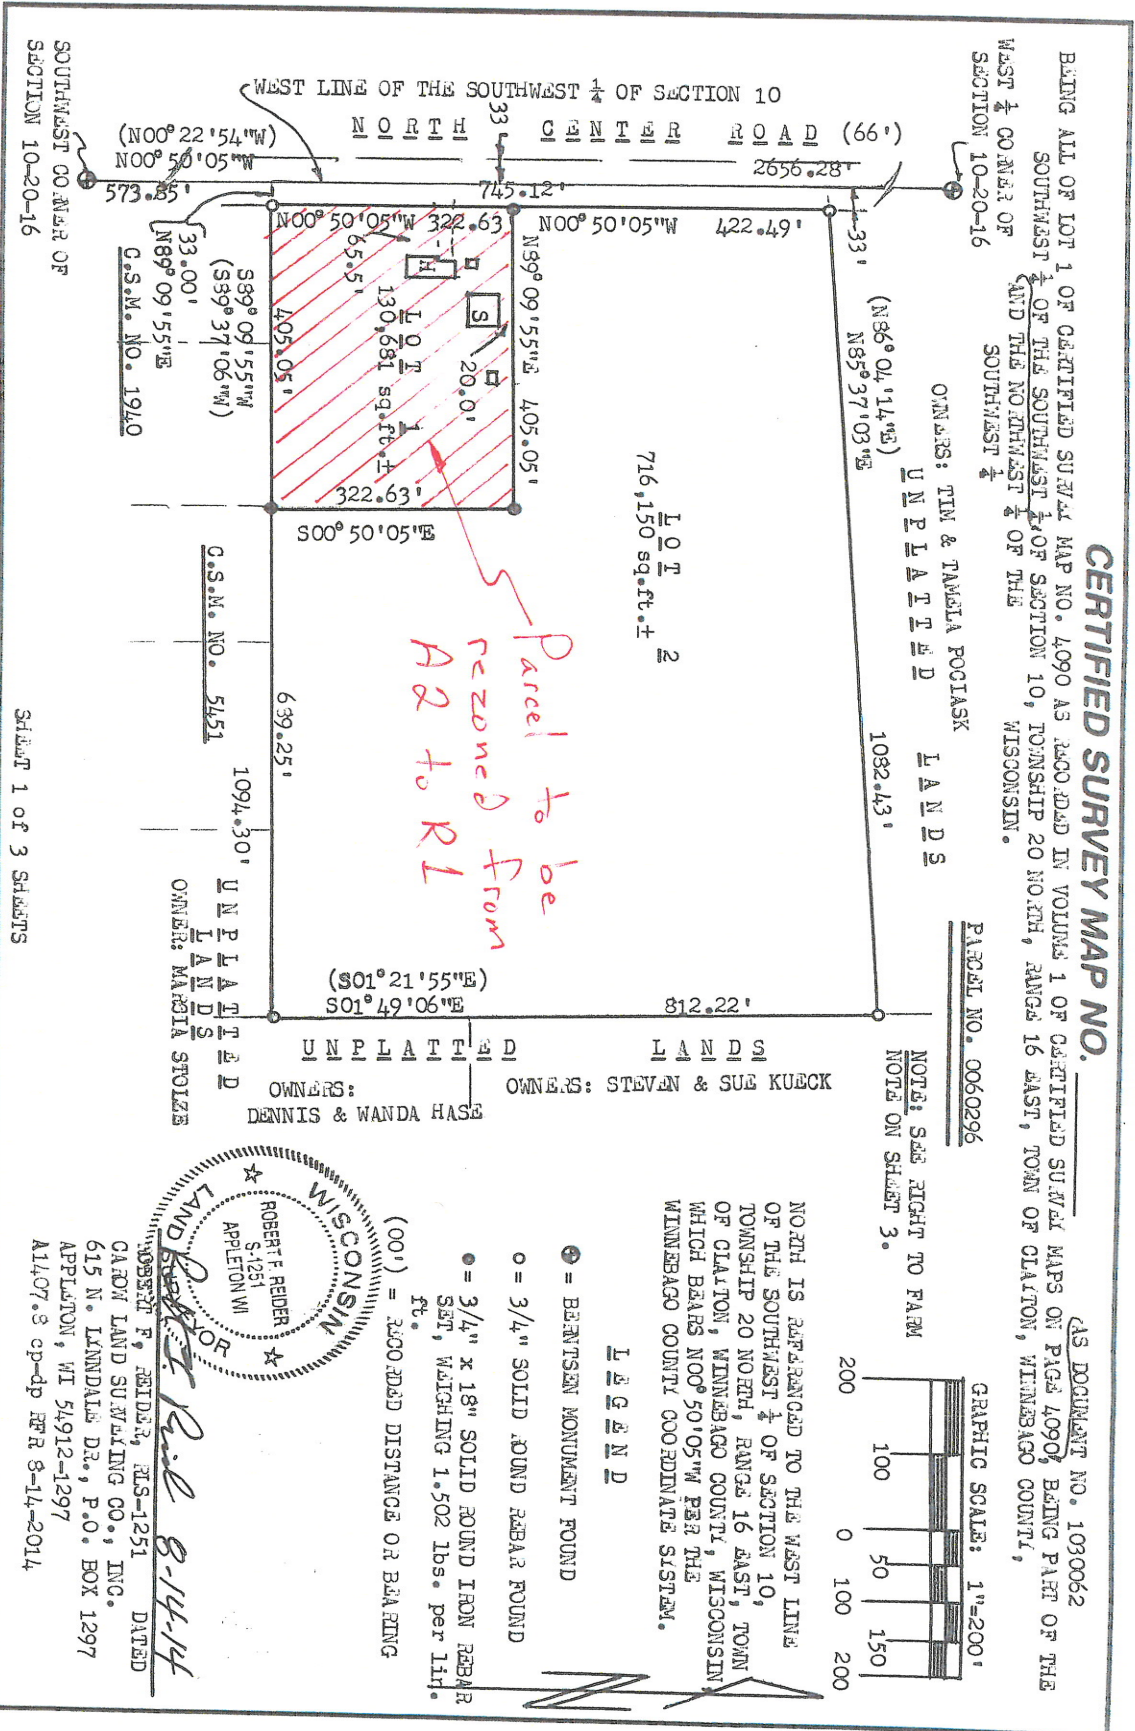 CERTIFIED SURVEY MAP NO.
(AS DOCUMENT NO. 1030062
BEING ALL OF LOT 1 OF CERTIFIED SURVEY MAP NO. 4090 AS RECORDED IN VOLUME 1 OF CERTIFIED SURVEY MAPS ON PAGE 4090, BEING PART OF THE
SOUTHWEST ¼ OF THE SOUTHWEST ¼ OF SECTION 10, TOWNSHIP 20 NORTH, RANGE 16 EAST, TOWN OF CLAYTON, WINNEBAGO COUNTY,
AND THE NORTHWEST ¼ OF THE
SOUTHWEST ¼
WISCONSIN.
WEST ¼ CORNER OF
SECTION 10-20-16
PARCEL NO. 0060296
NOTE: SEE RIGHT TO FARM
NOTE ON SHEET 3.
GRAPHIC SCALE: 1"=200'
200 100 0 50 100 150 200
OWNERS: TIM & TAMELA POCIASK
UNPLATTED LANDS
(N86°04'14"E)
N85°37'03"E
1082.43'
33'
2656.28'
WEST LINE OF THE SOUTHWEST ¼ OF SECTION 10
NORTH CENTER ROAD (66')
33
745.12'
(N00°22'54"W)
N00°50'05"W
573.85'
N00°50'05"W 322.63
N00°50'05"W 422.49'
N89°09'55"E 405.05'
LOT 2
716,150 sq.ft.±
H
S
20.0'
65.5'
LOT 1
130,681 sq.ft.±
322.63'
S00°50'05"E
405.05'
S89°09'55"W
(S89°37'06"W)
33.00'
N89°09'55"E
C.S.M. NO. 1940
C.S.M. NO. 5451
689.25'
1094.30'
Parcel to be
rezoned from
A2 to R1
(S01°21'55"E)
S01°49'06"E
812.22'
UNPLATTED LANDS
OWNERS: STEVEN & SUE KUECK
OWNERS:
DENNIS & WANDA HASE
UNPLATTED
LANDS
OWNER: MARSIA STOLZE
SOUTHWEST CORNER OF
SECTION 10-20-16
NORTH IS REFERENCED TO THE WEST LINE
OF THE SOUTHWEST ¼ OF SECTION 10,
TOWNSHIP 20 NORTH, RANGE 16 EAST, TOWN
OF CLAYTON, WINNEBAGO COUNTY, WISCONSIN,
WHICH BEARS N00°50'05"W PER THE
WINNEBAGO COUNTY COORDINATE SYSTEM.
LEGEND
⊕ = BERNTSEN MONUMENT FOUND
o = 3/4" SOLID ROUND REBAR FOUND
● = 3/4" x 18" SOLID ROUND IRON REBAR
SET, WEIGHING 1.502 lbs. per lin.
ft.
(00') = RECORDED DISTANCE OR BEARING
WISCONSIN
ROBERT F. REIDER
S-1251
APPLETON WI
LAND SURVEYOR
8-14-14
ROBERT F. REIDER, RLS-1251 DATED
CAROW LAND SURVEYING CO., INC.
615 N. LYNNDALE DR., P.O. BOX 1297
APPLETON, WI 54912-1297
A1407.8 cp-dp RFR 8-14-2014
SHEET 1 of 3 SHEETS